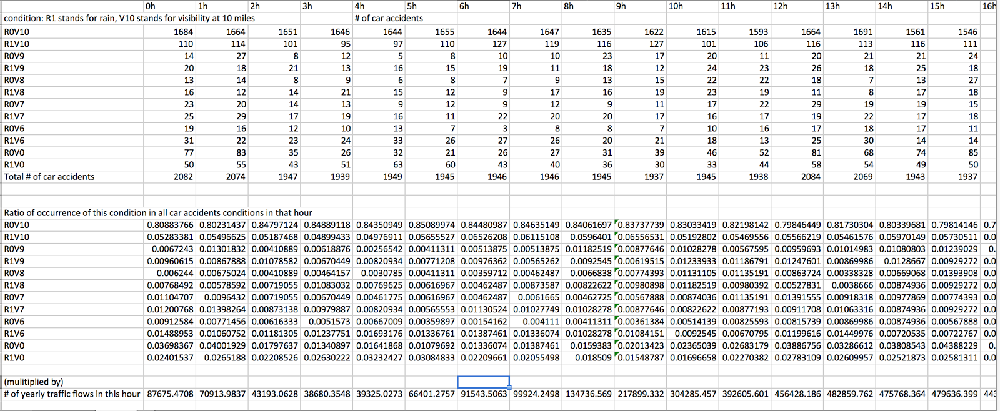 0h 1h 2h 3h 4h 5h 6h 7h 8h 9h 10h 11h 12h 13h 14h 15h 16h
condition: R1 stands for rain, V10 stands for visibility at 10 miles # of car accidents
R0V10 1684 1664 1651 1646 1644 1655 1644 1647 1635 1622 1615 1593 1664 1691 1561 1546
R1V10 110 114 101 95 97 110 127 119 116 127 101 106 116 113 116 111
R0V9 14 27 8 12 5 8 10 10 23 17 20 11 20 21 21 24
R1V9 20 18 21 13 16 15 19 11 18 12 24 23 26 18 25 18
R0V8 13 14 8 9 6 8 7 9 13 15 22 22 18 7 13 27
R1V8 16 12 14 21 15 12 9 17 16 19 23 19 11 8 17 18
R0V7 23 20 14 13 9 12 9 12 9 11 17 22 29 19 19 15
R1V7 25 29 17 19 16 11 22 20 20 17 16 17 19 22 17 18
R0V6 19 16 12 10 13 7 3 8 8 7 10 16 17 18 17 11
R1V6 31 22 23 24 33 26 27 26 20 21 18 13 25 30 14 14
R0V0 77 83 35 26 32 21 26 27 31 39 46 52 81 68 74 85
R1V0 50 55 43 51 63 60 43 40 36 30 33 44 58 54 49 50
Total # of car accidents 2082 2074 1947 1939 1949 1945 1946 1946 1945 1937 1945 1938 2084 2069 1943 1937
Ratio of occurrence of this condition in all car accidents conditions in that hour
R0V10 0.80883766 0.80231437 0.84797124 0.84889118 0.84350949 0.85089974 0.84480987 0.84635149 0.84061697 0.83737739 0.83033419 0.82198142 0.79846449 0.81730304 0.80339681 0.79814146 0.7
R1V10 0.05283381 0.05496625 0.05187468 0.04899433 0.04976911 0.05655527 0.06526208 0.06115108 0.0596401 0.06556531 0.05192802 0.05469556 0.05566219 0.05461576 0.05970149 0.05730511 0.0
R0V9 0.0067243 0.01301832 0.00410889 0.00618876 0.00256542 0.00411311 0.00513875 0.00513875 0.01182519 0.00877646 0.01028278 0.00567595 0.00959693 0.01014983 0.01080803 0.01239029 0.
R1V9 0.00960615 0.00867888 0.01078582 0.00670449 0.00820934 0.00771208 0.00976362 0.00565262 0.0092545 0.00619515 0.01233933 0.01186791 0.01247601 0.00869986 0.0128667 0.00929272 0.0
R0V8 0.006244 0.00675024 0.00410889 0.00464157 0.0030785 0.00411311 0.00359712 0.00462487 0.0066838 0.00774393 0.01131105 0.01135191 0.00863724 0.00338328 0.00669068 0.01393908 0.0
R1V8 0.00768492 0.00578592 0.00719055 0.01083032 0.00769625 0.00616967 0.00462487 0.00873587 0.00822622 0.00980898 0.01182519 0.00980392 0.00527831 0.0038666 0.00874936 0.00929272 0.0
R0V7 0.01104707 0.0096432 0.00719055 0.00670449 0.00461775 0.00616967 0.00462487 0.0061665 0.00462725 0.00567888 0.00874036 0.01135191 0.01391555 0.00918318 0.00977869 0.00774393 0.0
R1V7 0.01200768 0.01398264 0.00873138 0.00979887 0.00820934 0.00565553 0.01130524 0.01027749 0.01028278 0.00877646 0.00822622 0.00877193 0.00911708 0.01063316 0.00874936 0.00929272 0.0
R0V6 0.00912584 0.00771456 0.00616333 0.0051573 0.00667009 0.00359897 0.00154162 0.004111 0.00411311 0.00361384 0.00514139 0.00825593 0.00815739 0.00869986 0.00874936 0.00567888 0.0
R1V6 0.01488953 0.01060752 0.01181305 0.01237751 0.01693176 0.01336761 0.01387461 0.01336074 0.01028278 0.01084151 0.0092545 0.00670795 0.01199616 0.01449976 0.00720535 0.00722767 0.0
R0V0 0.03698367 0.04001929 0.01797637 0.01340897 0.01641868 0.01079692 0.01336074 0.01387461 0.0159383 0.02013423 0.02365039 0.02683179 0.03886756 0.03286612 0.03808543 0.04388229 0.
R1V0 0.02401537 0.0265188 0.02208526 0.02630222 0.03232427 0.03084833 0.02209661 0.02055498 0.018509 0.01548787 0.01696658 0.02270382 0.02783109 0.02609957 0.02521873 0.02581311 0.0
(mulitiplied by)
# of yearly traffic flows in this hour 87675.4708 70913.9837 43193.0628 38680.3548 39325.0273 66401.2757 91543.5063 99924.2498 134736.569 217899.332 304285.457 392605.601 456428.186 482859.762 475768.364 479636.399 443